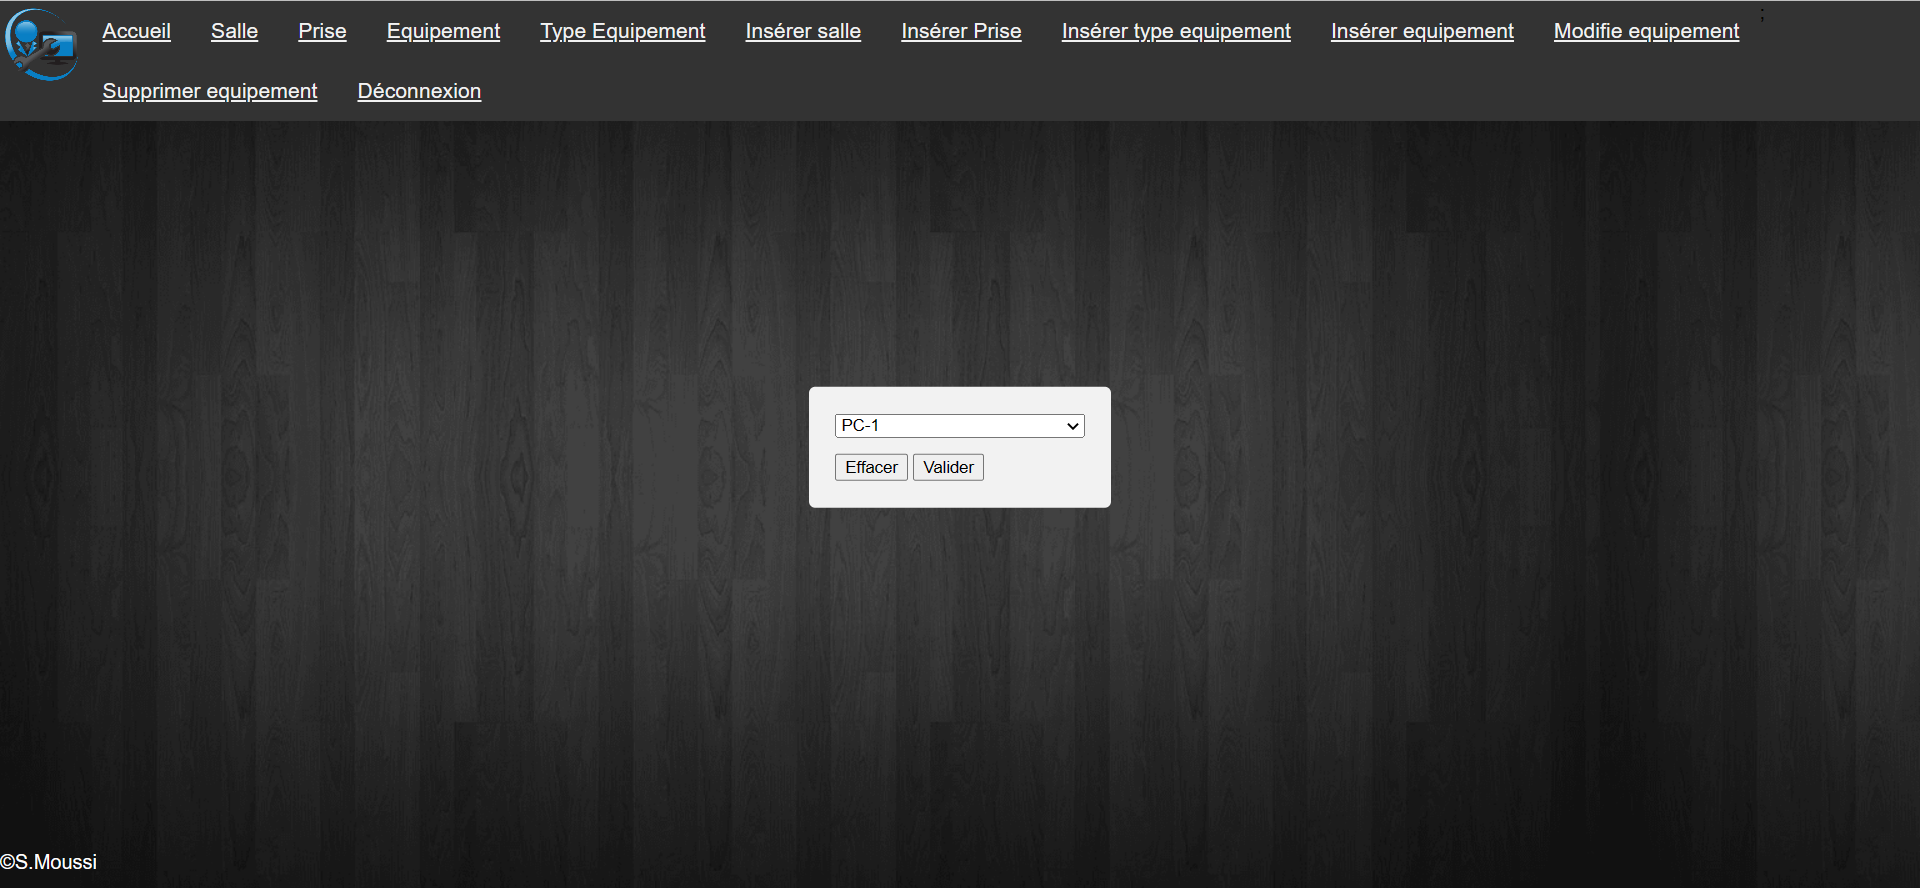 Accueil Salle Prise Equipement Type Equipement Insérer salle Insérer Prise Insérer type equipement Insérer equipement Modifie equipement ;
Supprimer equipement Déconnexion
PC-1
Effacer Valider
©S.Moussi